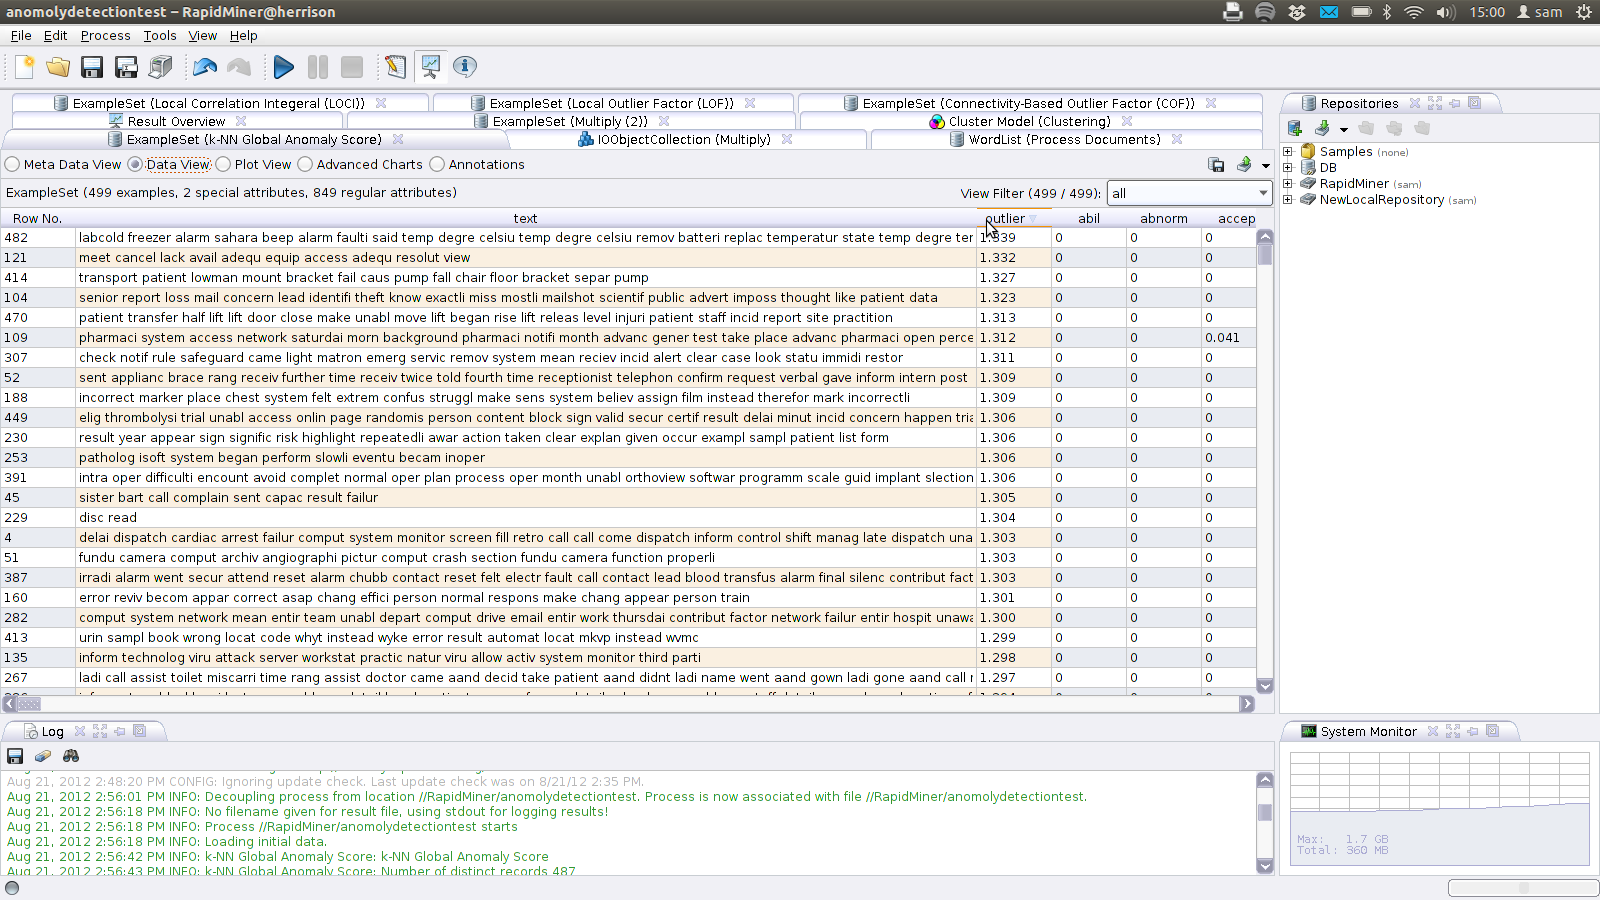 anomolydetectiontest – RapidMiner@herrison 15:00 sam
File Edit Process Tools View Help
ExampleSet (Local Correlation Integeral (LOCI)) ExampleSet (Local Outlier Factor (LOF)) ExampleSet (Connectivity-Based Outlier Factor (COF))
Result Overview ExampleSet (Multiply (2)) Cluster Model (Clustering)
ExampleSet (k-NN Global Anomaly Score) IOObjectCollection (Multiply) WordList (Process Documents)
Meta Data View Data View Plot View Advanced Charts Annotations
ExampleSet (499 examples, 2 special attributes, 849 regular attributes) View Filter (499 / 499): all
Row No. text outlier abil abnorm accep
482 labcold freezer alarm sahara beep alarm faulti said temp degre celsiu temp degre celsiu remov batteri replac temperatur state temp degre ter 1.339 0 0 0
121 meet cancel lack avail adequ equip access adequ resolut view 1.332 0 0 0
414 transport patient lowman mount bracket fail caus pump fall chair floor bracket separ pump 1.327 0 0 0
104 senior report loss mail concern lead identifi theft know exactli miss mostli mailshot scientif public advert imposs thought like patient data 1.323 0 0 0
470 patient transfer half lift lift door close make unabl move lift began rise lift releas level injuri patient staff incid report site practition 1.313 0 0 0
109 pharmaci system access network saturdai morn background pharmaci notifi month advanc gener test take place advanc pharmaci open perce 1.312 0 0 0.041
307 check notif rule safeguard came light matron emerg servic remov system mean reciev incid alert clear case look statu immidi restor 1.311 0 0 0
52 sent applianc brace rang receiv further time receiv twice told fourth time receptionist telephon confirm request verbal gave inform intern post 1.309 0 0 0
188 incorrect marker place chest system felt extrem confus struggl make sens system believ assign film instead therefor mark incorrectli 1.309 0 0 0
449 elig thrombolysi trial unabl access onlin page randomis person content block sign valid secur certif result delai minut incid concern happen tria 1.306 0 0 0
230 result year appear sign signific risk highlight repeatedli awar action taken clear explan given occur exampl sampl patient list form 1.306 0 0 0
253 patholog isoft system began perform slowli eventu becam inoper 1.306 0 0 0
391 intra oper difficulti encount avoid complet normal oper plan process oper month unabl orthoview softwar programm scale guid implant slection 1.306 0 0 0
45 sister bart call complain sent capac result failur 1.305 0 0 0
229 disc read 1.304 0 0 0
4 delai dispatch cardiac arrest failur comput system monitor screen fill retro call call come dispatch inform control shift manag late dispatch una 1.303 0 0 0
51 fundu camera comput archiv angiographi pictur comput crash section fundu camera function properli 1.303 0 0 0
387 irradi alarm went secur attend reset alarm chubb contact reset felt electr fault call contact lead blood transfus alarm final silenc contribut fact 1.303 0 0 0
160 error reviv becom appar correct asap chang effici person normal respons make chang appear person train 1.301 0 0 0
282 comput system network mean entir team unabl depart comput drive email entir work thursdai contribut factor network failur entir hospit unawa 1.300 0 0 0
413 urin sampl book wrong locat code whyt instead wyke error result automat locat mkvp instead wvmc 1.299 0 0 0
135 inform technolog viru attack server workstat practic natur viru allow activ system monitor third parti 1.298 0 0 0
267 ladi call assist toilet miscarri time rang assist doctor came aand decid take patient aand didnt ladi name went aand gown ladi gone aand call r 1.297 0 0 0
Repositories
Samples (none)
DB
RapidMiner (sam)
NewLocalRepository (sam)
Log
Aug 21, 2012 2:48:20 PM CONFIG: Ignoring update check. Last update check was on 8/21/12 2:35 PM.
Aug 21, 2012 2:56:01 PM INFO: Decoupling process from location //RapidMiner/anomolydetectiontest. Process is now associated with file //RapidMiner/anomolydetectiontest.
Aug 21, 2012 2:56:18 PM INFO: No filename given for result file, using stdout for logging results!
Aug 21, 2012 2:56:18 PM INFO: Process //RapidMiner/anomolydetectiontest starts
Aug 21, 2012 2:56:18 PM INFO: Loading initial data.
Aug 21, 2012 2:56:42 PM INFO: k-NN Global Anomaly Score: k-NN Global Anomaly Score
Aug 21, 2012 2:56:43 PM INFO: k-NN Global Anomaly Score: Number of distinct records 487
System Monitor
Max: 1.7 GB
Total: 360 MB